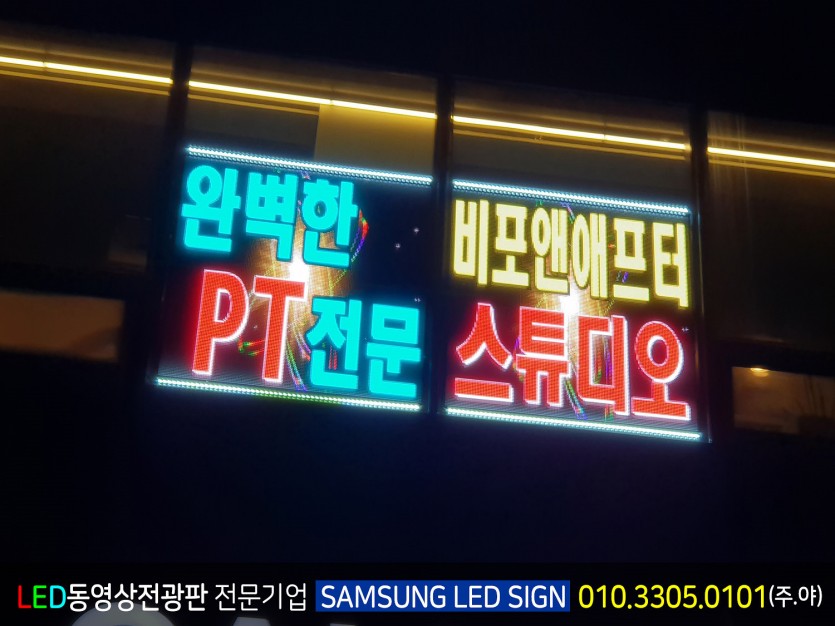 완벽한
PT전문
비포앤애프터
스튜디오
LED동영상전광판 전문기업 SAMSUNG LED SIGN 010.3305.0101(주.야)